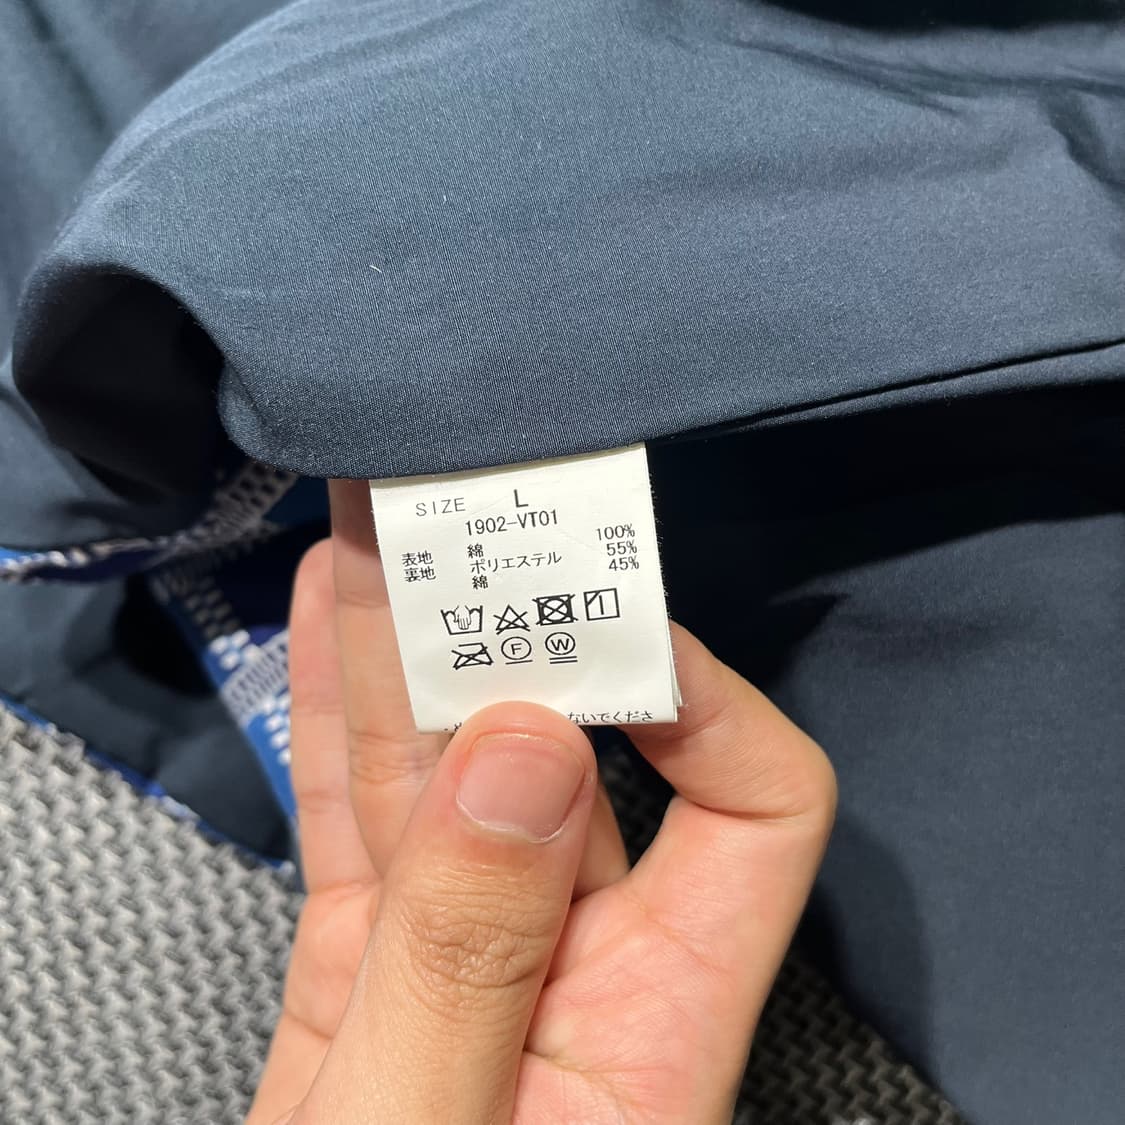 SIZE L
1902-VT01
表地 綿 100%
裏地 ポリエステル 55%
綿 45%
F W
ないでくださ